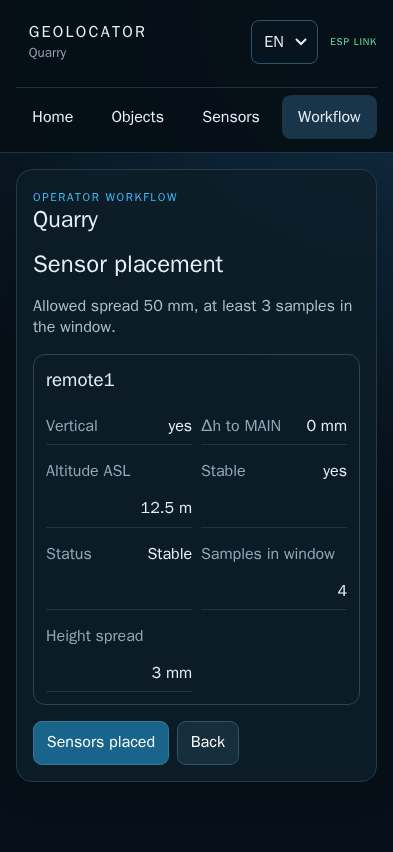 GEOLOCATOR
Quarry
EN
ESP LINK
Home Objects Sensors Workflow
OPERATOR WORKFLOW
Quarry
Sensor placement
Allowed spread 50 mm, at least 3 samples in
the window.
remote1
Vertical yes Δh to MAIN 0 mm
Altitude ASL Stable yes
12.5 m
Status Stable Samples in window
4
Height spread
3 mm
Sensors placed Back